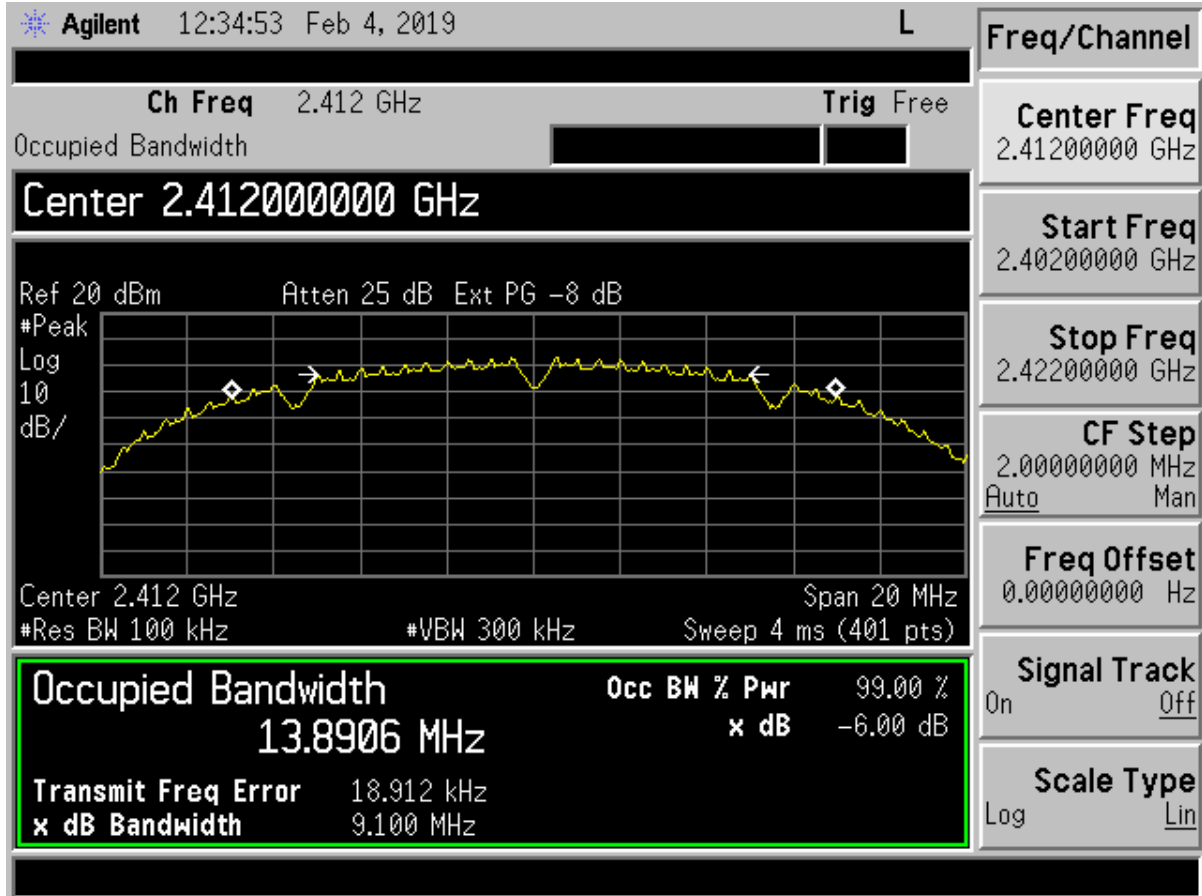 Agilent 12:34:53 Feb 4, 2019 L
Ch Freq 2.412 GHz Trig Free
Occupied Bandwidth
Center 2.412000000 GHz
Ref 20 dBm Atten 25 dB Ext PG -8 dB
#Peak
Log
10
dB/
Center 2.412 GHz Span 20 MHz
#Res BW 100 kHz #VBW 300 kHz Sweep 4 ms (401 pts)
Occupied Bandwidth Occ BW % Pwr 99.00 %
13.8906 MHz x dB -6.00 dB
Transmit Freq Error 18.912 kHz
x dB Bandwidth 9.100 MHz
Freq/Channel
Center Freq
2.41200000 GHz
Start Freq
2.40200000 GHz
Stop Freq
2.42200000 GHz
CF Step
2.00000000 MHz
Auto Man
Freq Offset
0.00000000 Hz
Signal Track
On Off
Scale Type
Log Lin